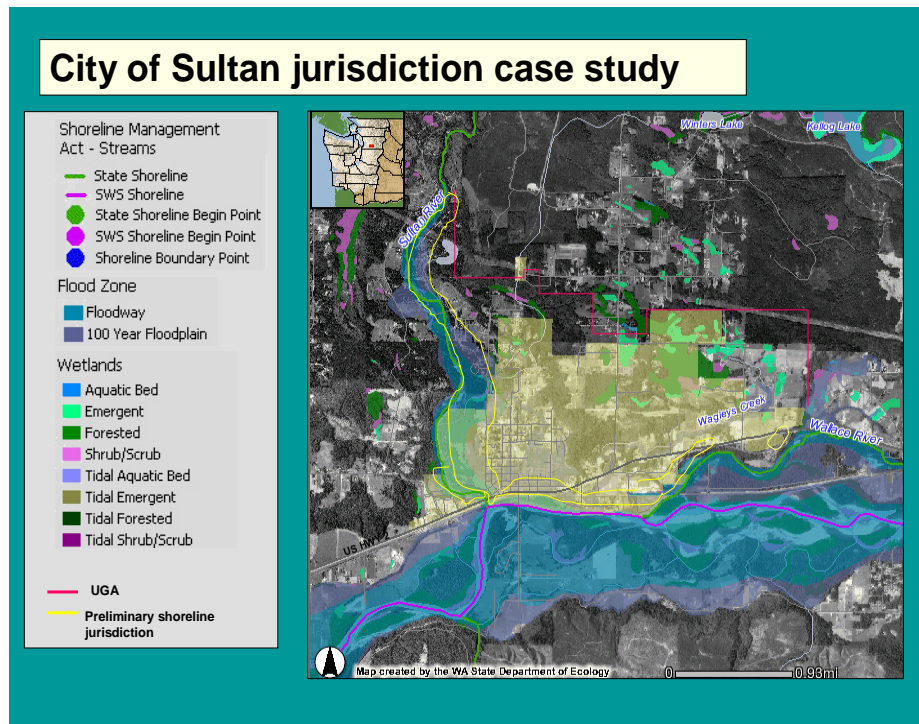 City of Sultan jurisdiction case study
Shoreline Management
Act - Streams
State Shoreline
SWS Shoreline
State Shoreline Begin Point
SWS Shoreline Begin Point
Shoreline Boundary Point
Flood Zone
Floodway
100 Year Floodplain
Wetlands
Aquatic Bed
Emergent
Forested
Shrub/Scrub
Tidal Aquatic Bed
Tidal Emergent
Tidal Forested
Tidal Shrub/Scrub
UGA
Preliminary shoreline
jurisdiction
Winters Lake
Kellog Lake
Sultan River
Wagleys Creek
Wallace River
US HWY 2
Map created by the WA State Department of Ecology
0 0.93mi